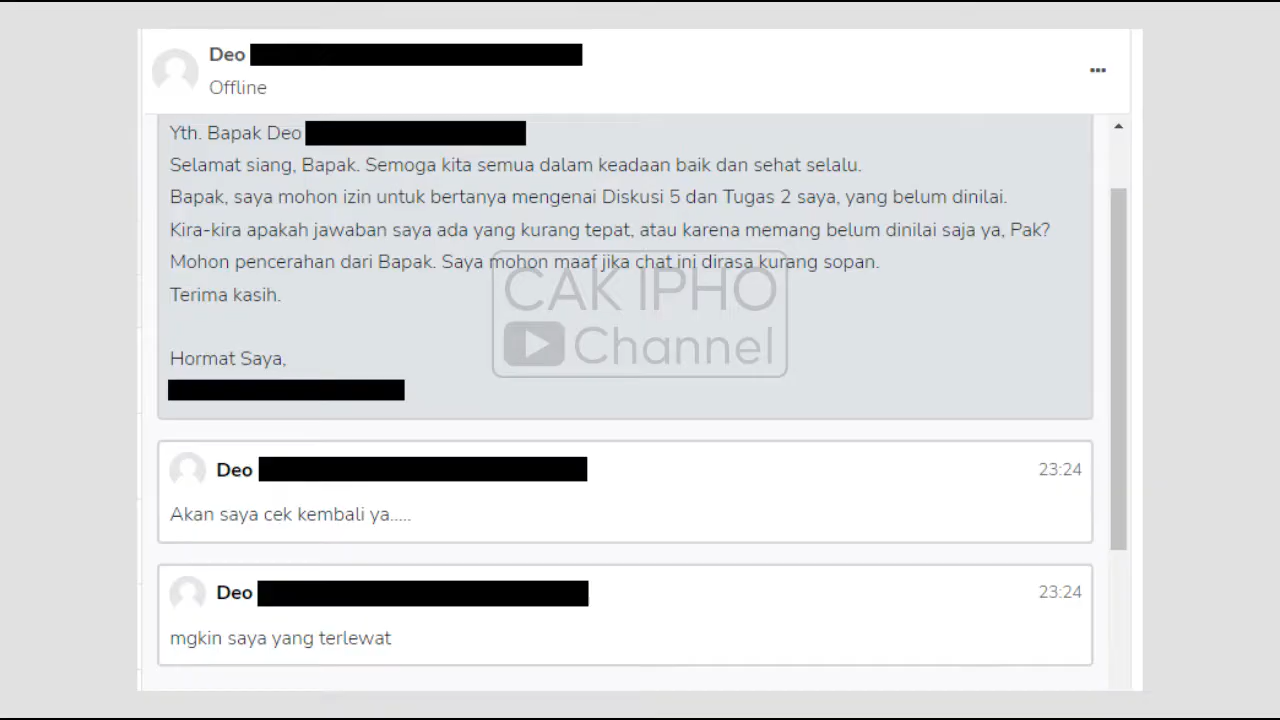 Deo
Offline
Yth. Bapak Deo
Selamat siang, Bapak. Semoga kita semua dalam keadaan baik dan sehat selalu.
Bapak, saya mohon izin untuk bertanya mengenai Diskusi 5 dan Tugas 2 saya, yang belum dinilai.
Kira-kira apakah jawaban saya ada yang kurang tepat, atau karena memang belum dinilai saja ya, Pak?
Mohon pencerahan dari Bapak. Saya mohon maaf jika chat ini dirasa kurang sopan.
Terima kasih.
CAK IPHO
Channel
Hormat Saya,
Deo 23:24
Akan saya cek kembali ya.....
Deo 23:24
mgkin saya yang terlewat